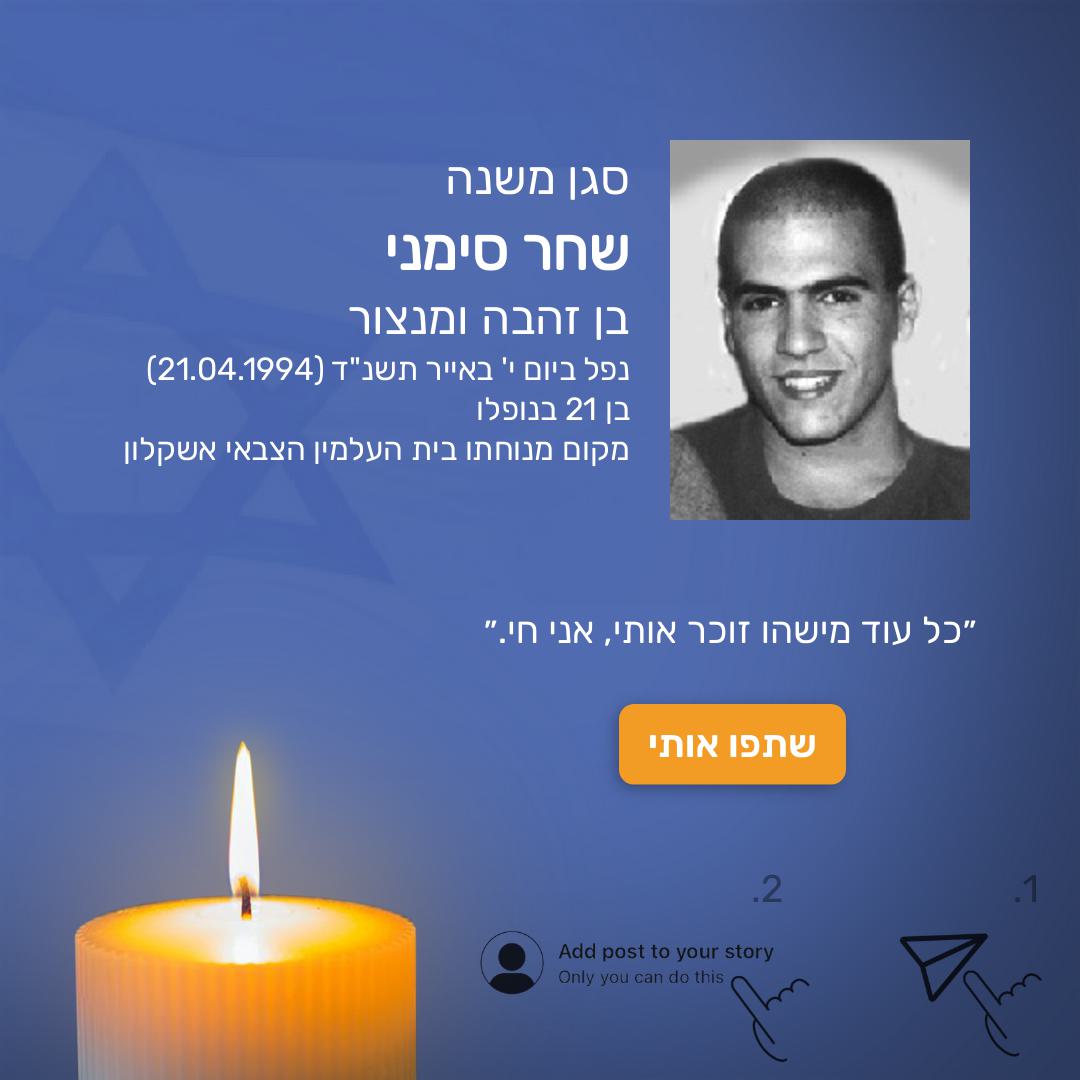 סגן משנה
שחר סימני
בן זהבה ומנצור
נפל ביום י' באייר תשנ"ד (21.04.1994)
בן 21 בנופלו
מקום מנוחתו בית העלמין הצבאי אשקלון
״כל עוד מישהו זוכר אותי, אני חי.״
שתפו אותי
1.
2.
Add post to your story
Only you can do this